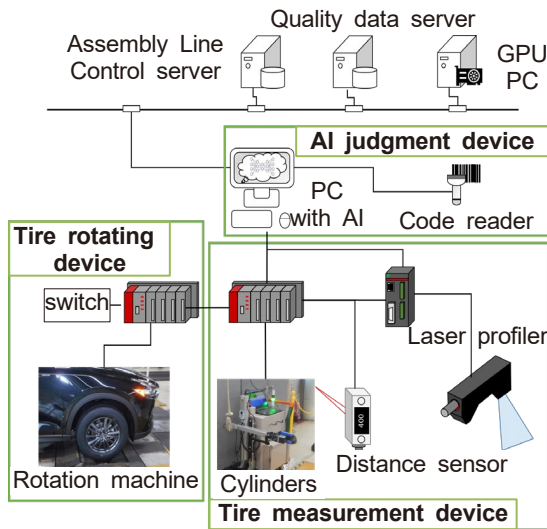 Quality data server
Assembly Line
Control server
GPU
PC
AI judgment device
PC
with AI
Code reader
Tire rotating
device
switch
Laser profiler
400
Rotation machine
Cylinders
Distance sensor
Tire measurement device